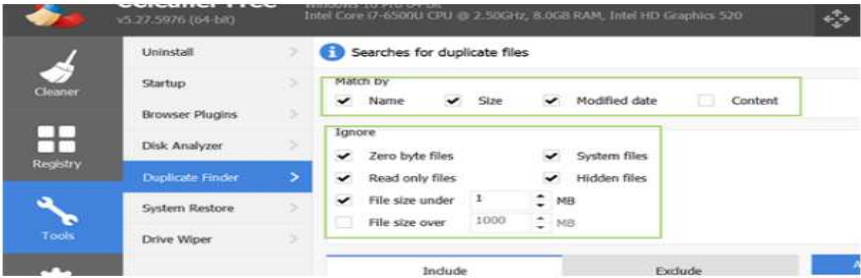 v5.27.5976 (64-bit)
Intel Core i7-6500U CPU @ 2.50GHz, 8.0GB RAM, Intel HD Graphics 520
Cleaner
Registry
Tools
Uninstall
Startup
Browser Plugins
Disk Analyzer
Duplicate Finder
System Restore
Drive Wiper
Searches for duplicate files
Match by
Name Size Modified date Content
Ignore
Zero byte files System files
Read only files Hidden files
File size under 1 MB
File size over 1000 MB
Include Exclude